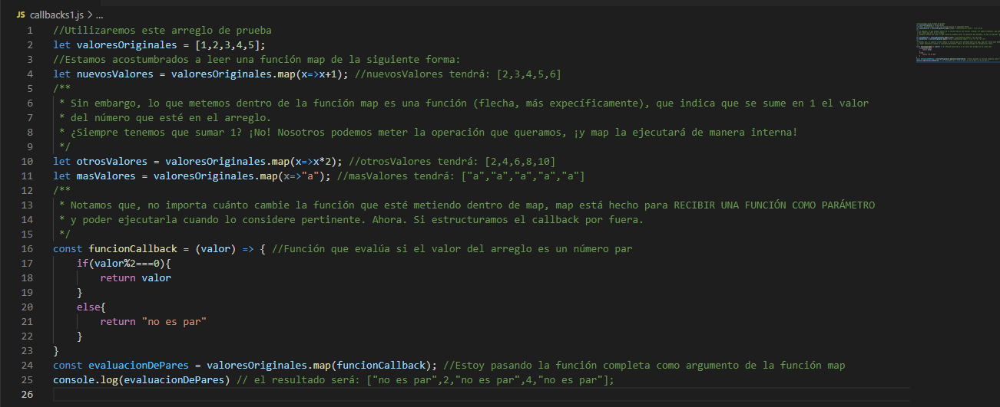 JS callbacks1.js > ...
1 //Utilizaremos este arreglo de prueba
2 let valoresOriginales = [1,2,3,4,5];
3 //Estamos acostumbrados a leer una función map de la siguiente forma:
4 let nuevosValores = valoresOriginales.map(x=>x+1); //nuevosValores tendrá: [2,3,4,5,6]
5 /**
6 * Sin embargo, lo que metemos dentro de la función map es una función (flecha, más expecíficamente), que indica que se sume en 1 el valor
7 * del número que esté en el arreglo.
8 * ¿Siempre tenemos que sumar 1? ¡No! Nosotros podemos meter la operación que queramos, ¡y map la ejecutará de manera interna!
9 */
10 let otrosValores = valoresOriginales.map(x=>x*2); //otrosValores tendrá: [2,4,6,8,10]
11 let masValores = valoresOriginales.map(x=>"a"); //masValores tendrá: ["a","a","a","a","a"]
12 /**
13 * Notamos que, no importa cuánto cambie la función que esté metiendo dentro de map, map está hecho para RECIBIR UNA FUNCIÓN COMO PARÁMETRO
14 * y poder ejecutarla cuando lo considere pertinente. Ahora. Si estructuramos el callback por fuera.
15 */
16 const funcionCallback = (valor) => { //Función que evalúa si el valor del arreglo es un número par
17 if(valor%2===0){
18 return valor
19 }
20 else{
21 return "no es par"
22 }
23 }
24 const evaluacionDePares = valoresOriginales.map(funcionCallback); //Estoy pasando la función completa como argumento de la función map
25 console.log(evaluacionDePares) // el resultado será: ["no es par",2,"no es par",4,"no es par"];
26